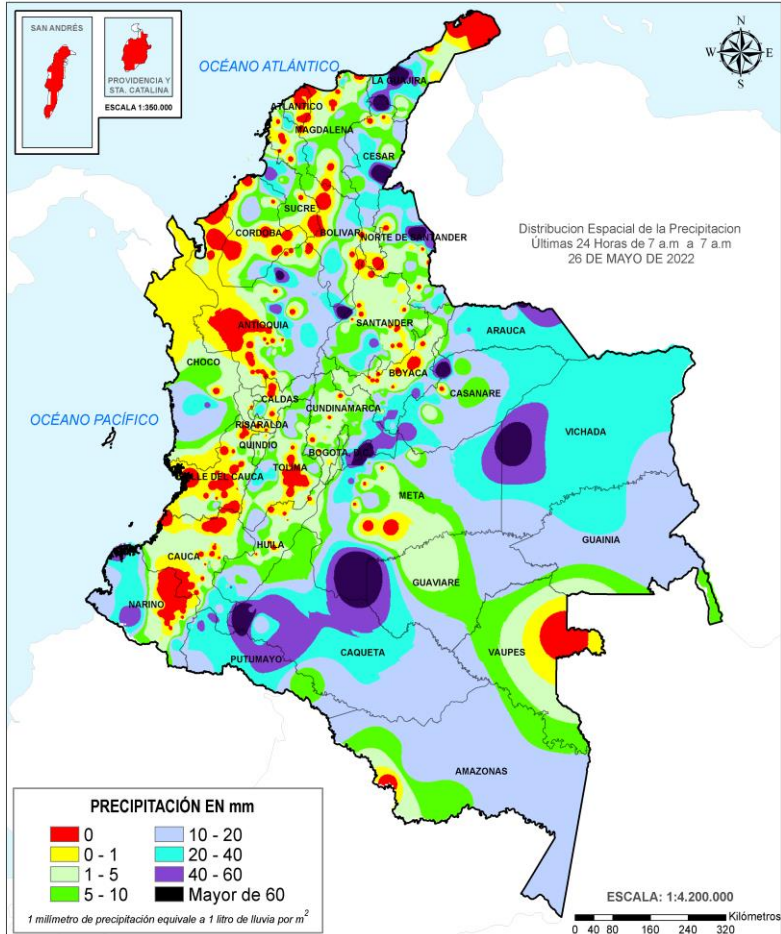 SAN ANDRÉS
PROVIDENCIA Y
STA. CATALINA
ESCALA 1:350.000
OCÉANO ATLÁNTICO
N
W E
S
LA GUAJIRA
ATLANTICO
MAGDALENA
CESAR
SUCRE
CORDOBA
BOLIVAR
NORTE DE SANTANDER
Distribucion Espacial de la Precipitacion
Últimas 24 Horas de 7 a.m a 7 a.m
26 DE MAYO DE 2022
ANTIOQUIA
SANTANDER
ARAUCA
CHOCO
BOYACA
CASANARE
CALDAS
CUNDINAMARCA
OCÉANO PACÍFICO
RISARALDA
VICHADA
QUINDIO
BOGOTA, D.C.
TOLIMA
VALLE DEL CAUCA
META
GUAINIA
HUILA
CAUCA
GUAVIARE
NARINO
VAUPES
CAQUETA
PUTUMAYO
AMAZONAS
PRECIPITACIÓN EN mm
0 10 - 20
0 - 1 20 - 40
1 - 5 40 - 60
5 - 10 Mayor de 60
1 milímetro de precipitación equivale a 1 litro de lluvia por m²
ESCALA: 1:4.200.000
Kilómetros
0 40 80 160 240 320